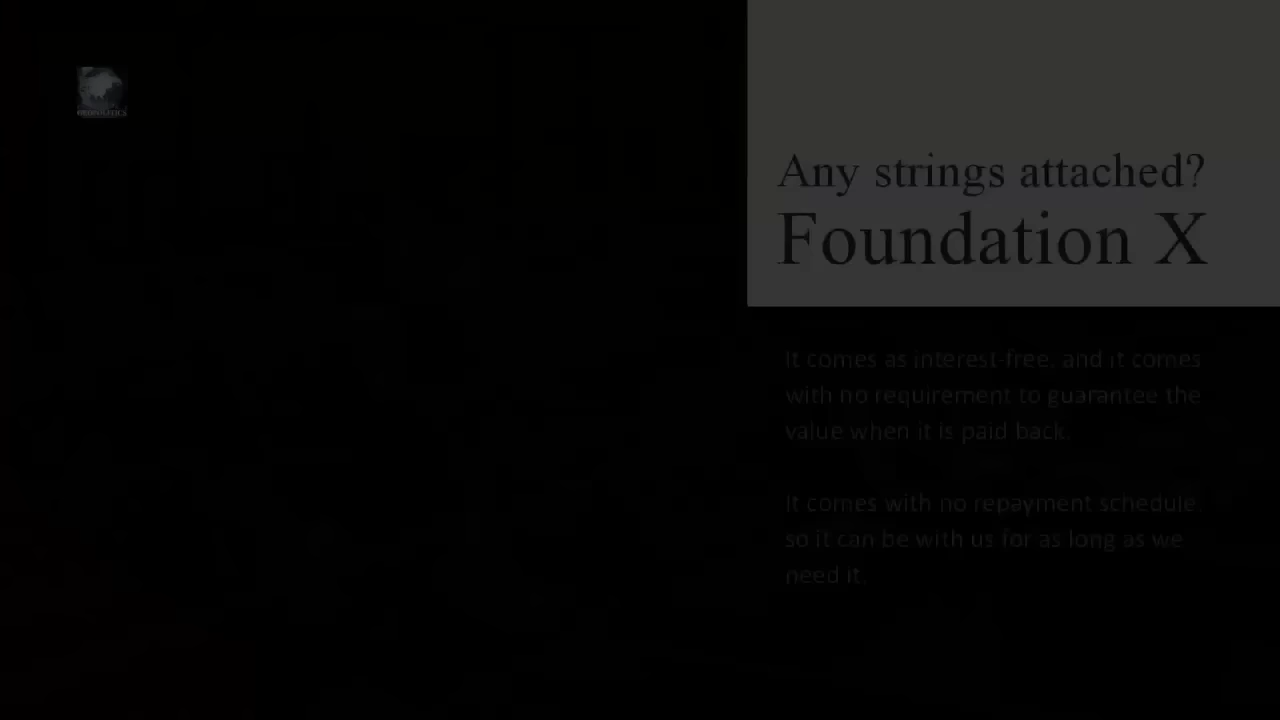 Any strings attached?
Foundation X
It comes as interest-free, and it comes
with no requirement to guarantee the
value when it is paid back.
It comes with no repayment schedule,
so it can be with us for as long as we
need it.